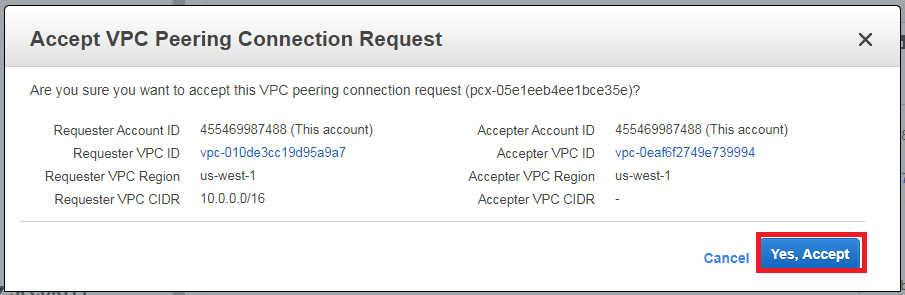 Accept VPC Peering Connection Request
Are you sure you want to accept this VPC peering connection request (pcx-05e1eeb4ee1bce35e)?
Requester Account ID 455469987488 (This account) Accepter Account ID 455469987488 (This account)
Requester VPC ID vpc-010de3cc19d95a9a7 Accepter VPC ID vpc-0eaf6f2749e739994
Requester VPC Region us-west-1 Accepter VPC Region us-west-1
Requester VPC CIDR 10.0.0.0/16 Accepter VPC CIDR -
Cancel Yes, Accept